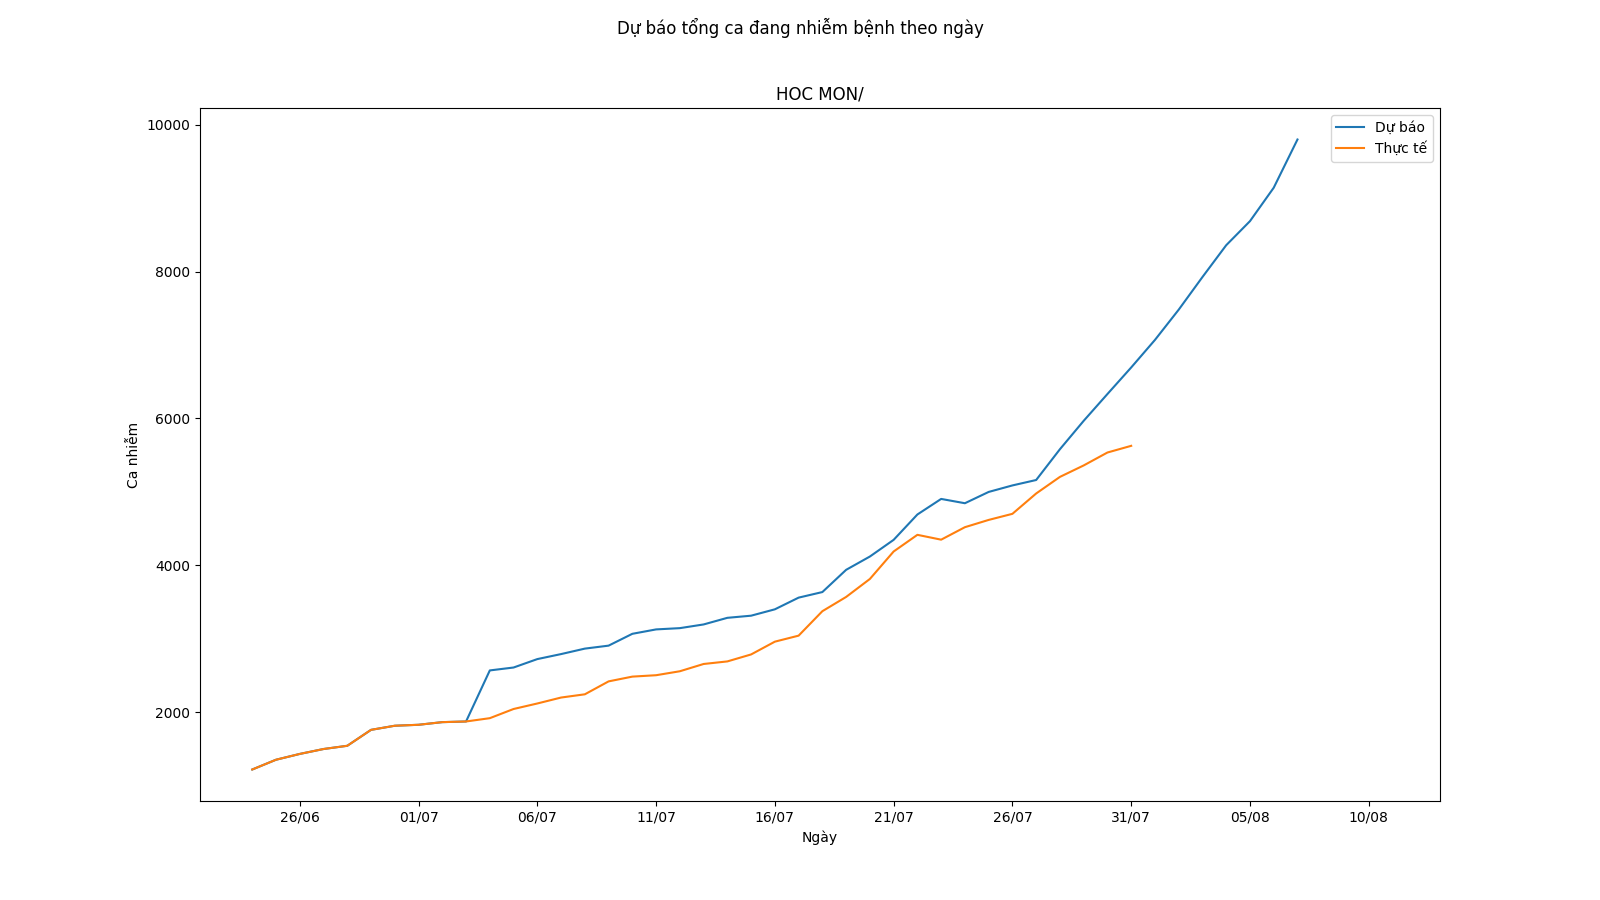 Dự báo tổng ca đang nhiễm bệnh theo ngày
HOC MON/
Dự báo
Thực tế
10000
8000
6000
4000
2000
Ca nhiễm
26/06 01/07 06/07 11/07 16/07 21/07 26/07 31/07 05/08 10/08
Ngày